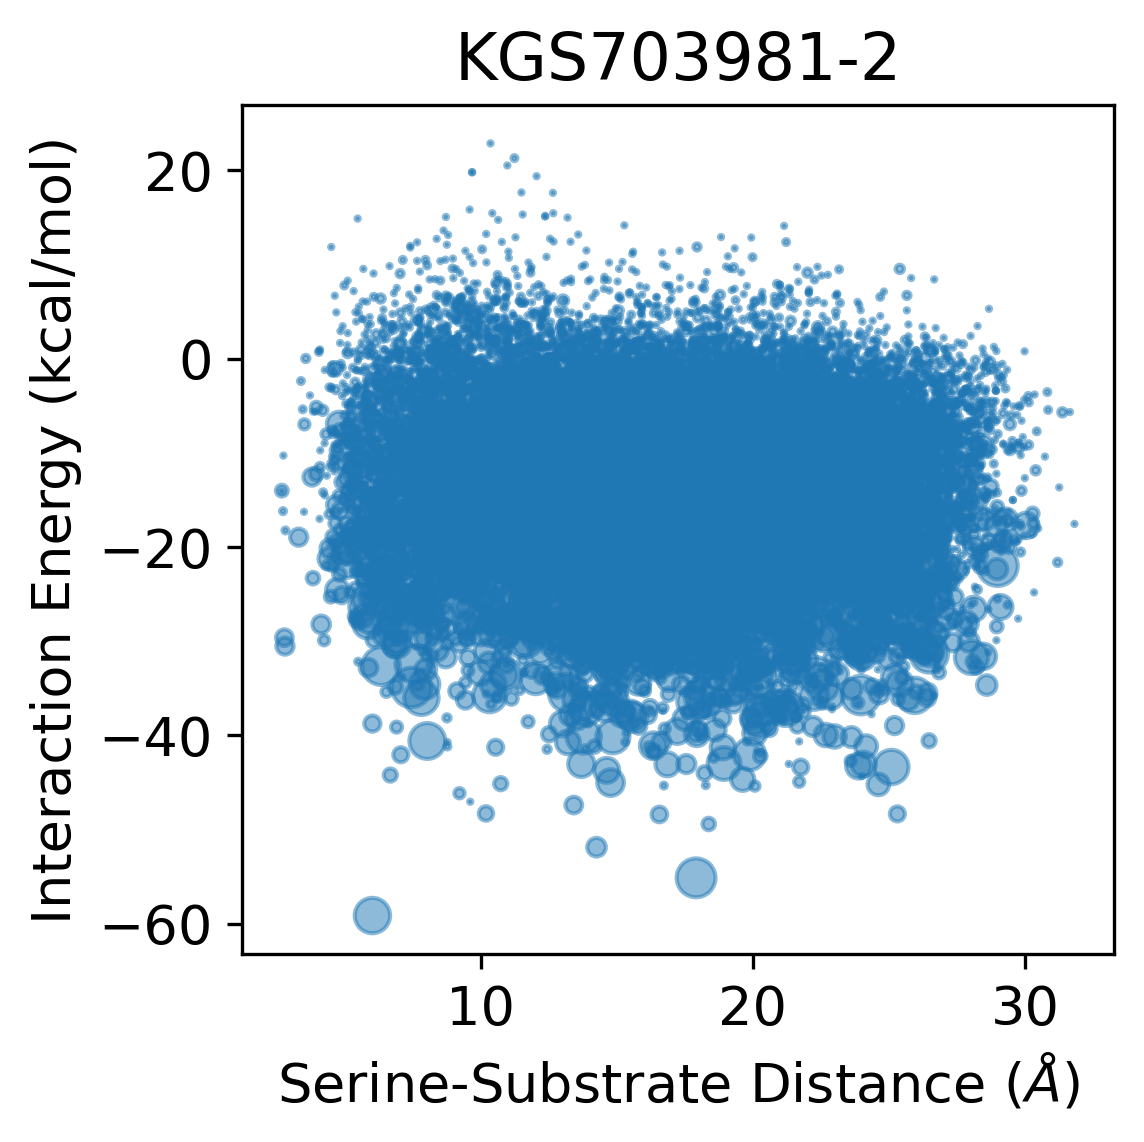 KGS703981-2
Interaction Energy (kcal/mol)
20
0
−20
−40
−60
10 20 30
Serine-Substrate Distance (Å)